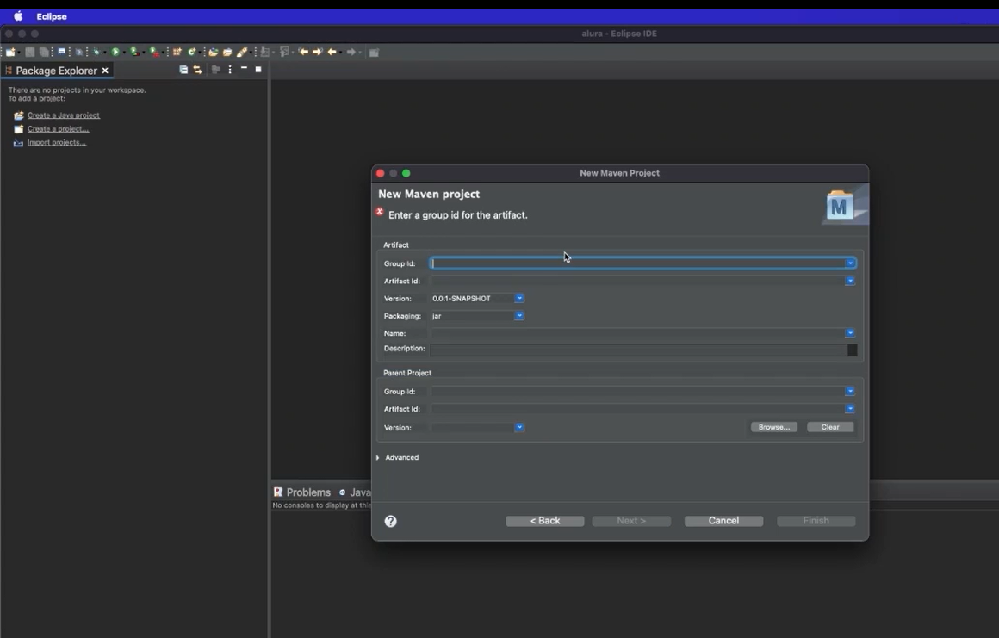 Eclipse
alura - Eclipse IDE
Package Explorer
There are no projects in your workspace.
To add a project:
Create a Java project
Create a project...
Import projects...
New Maven Project
New Maven project
Enter a group id for the artifact.
M
Artifact
Group Id:
Artifact Id:
Version: 0.0.1-SNAPSHOT
Packaging: jar
Name:
Description:
Parent Project
Group Id:
Artifact Id:
Version:
Browse... Clear
Advanced
Problems @ Java
No consoles to display at this
? < Back Next > Cancel Finish